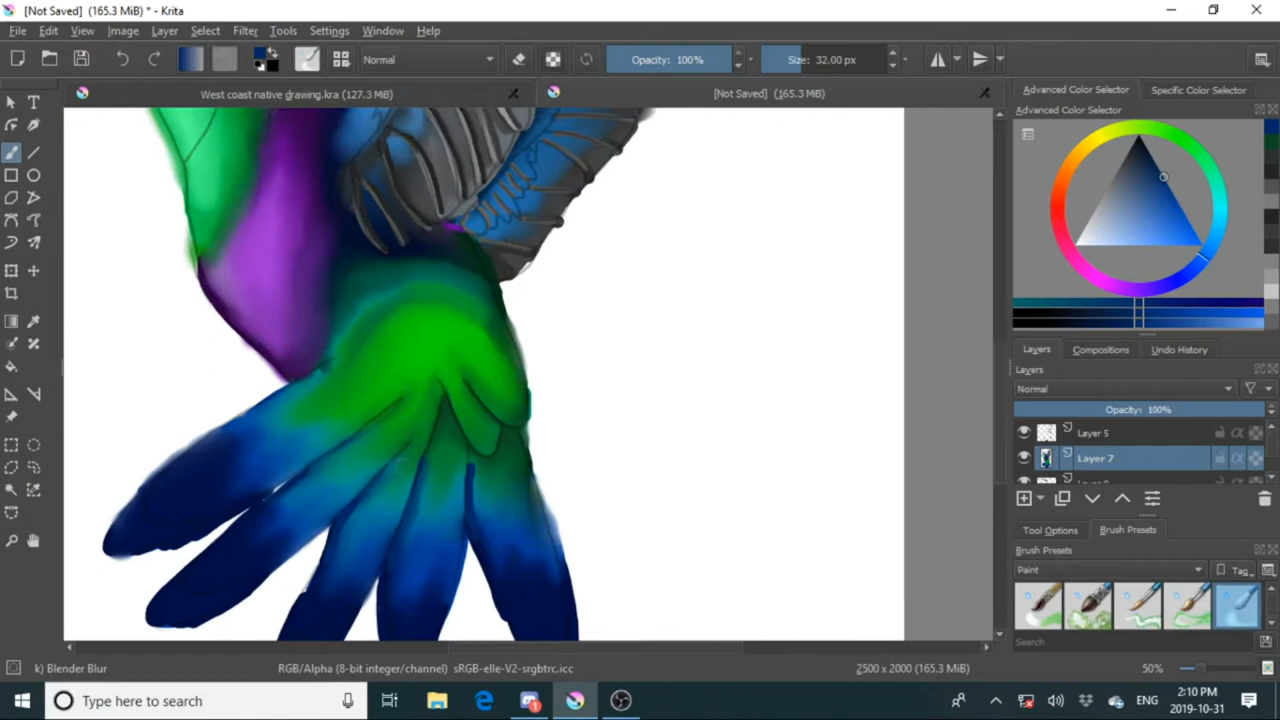 [Not Saved] (165.3 MiB) * - Krita
File Edit View Image Layer Select Filter Tools Settings Window Help
Normal Opacity: 100% Size: 32.00 px
West coast native drawing.kra (127.3 MiB) [Not Saved] (165.3 MiB)
Advanced Color Selector Specific Color Selector
Advanced Color Selector
Layers Compositions Undo History
Layers
Normal
Opacity: 100%
Layer 5
Layer 7
Tool Options Brush Presets
Brush Presets
Paint Tag
Search
k) Blender Blur RGB/Alpha (8-bit integer/channel) sRGB-elle-V2-srgbtrc.icc 2500 x 2000 (165.3 MiB) 50%
Type here to search ENG 2:10 PM
2019-10-31